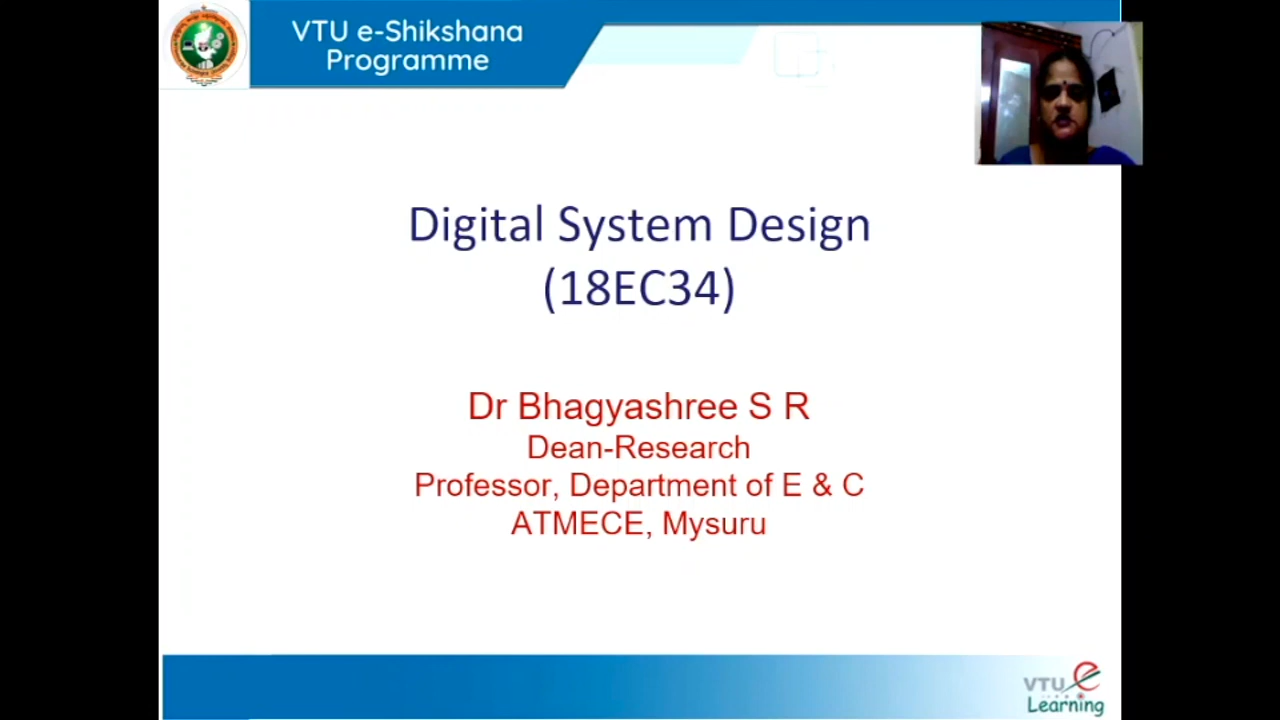 VTU e-Shikshana
Programme
Digital System Design
(18EC34)
Dr Bhagyashree S R
Dean-Research
Professor, Department of E & C
ATMECE, Mysuru
VTU e
Learning